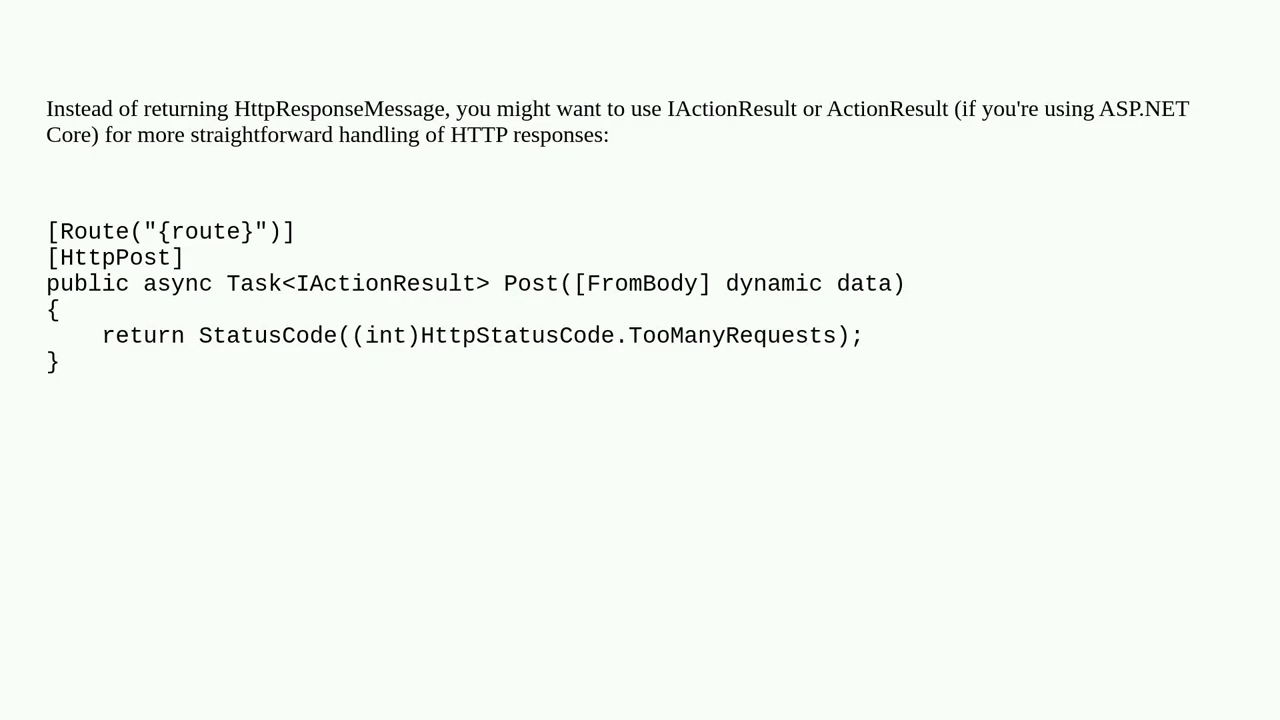 Instead of returning HttpResponseMessage, you might want to use IActionResult or ActionResult (if you're using ASP.NET
Core) for more straightforward handling of HTTP responses:
[Route("{route}")]
[HttpPost]
public async Task<IActionResult> Post([FromBody] dynamic data)
{
    return StatusCode((int)HttpStatusCode.TooManyRequests);
}